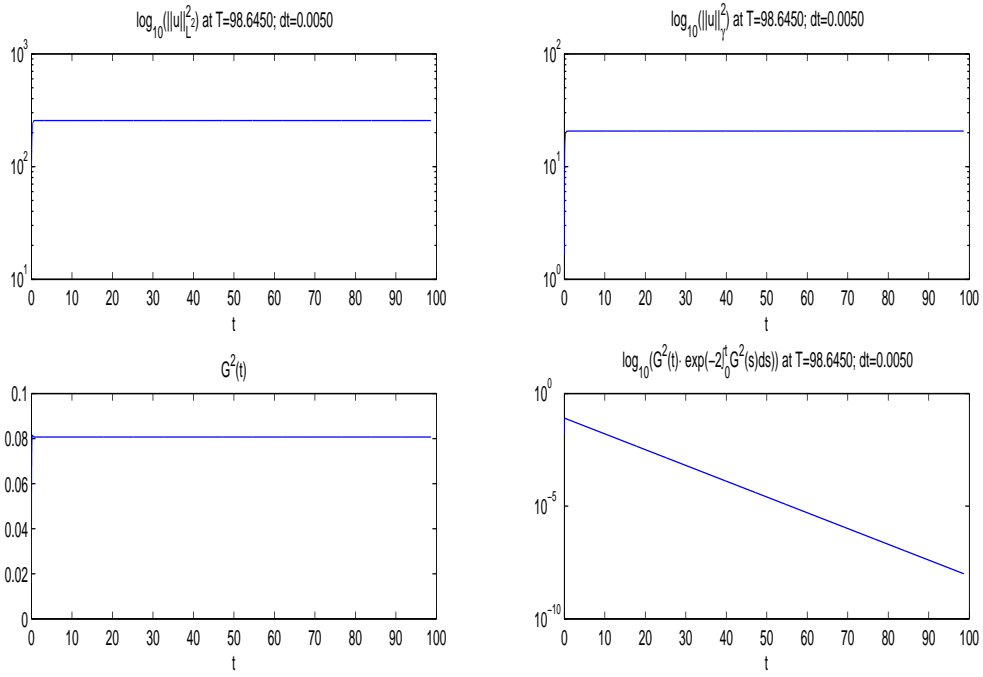 log₁₀(||u||²_L²) at T=98.6450; dt=0.0050
10³
10²
10¹
0 10 20 30 40 50 60 70 80 90 100
t
log₁₀(||u||²_γ) at T=98.6450; dt=0.0050
10²
10¹
10⁰
0 10 20 30 40 50 60 70 80 90 100
t
G²(t)
0.1
0.08
0.06
0.04
0.02
0
0 10 20 30 40 50 60 70 80 90 100
t
log₁₀(G²(t)· exp(-2∫₀ᵗG²(s)ds)) at T=98.6450; dt=0.0050
10⁰
10⁻⁵
10⁻¹⁰
0 10 20 30 40 50 60 70 80 90 100
t